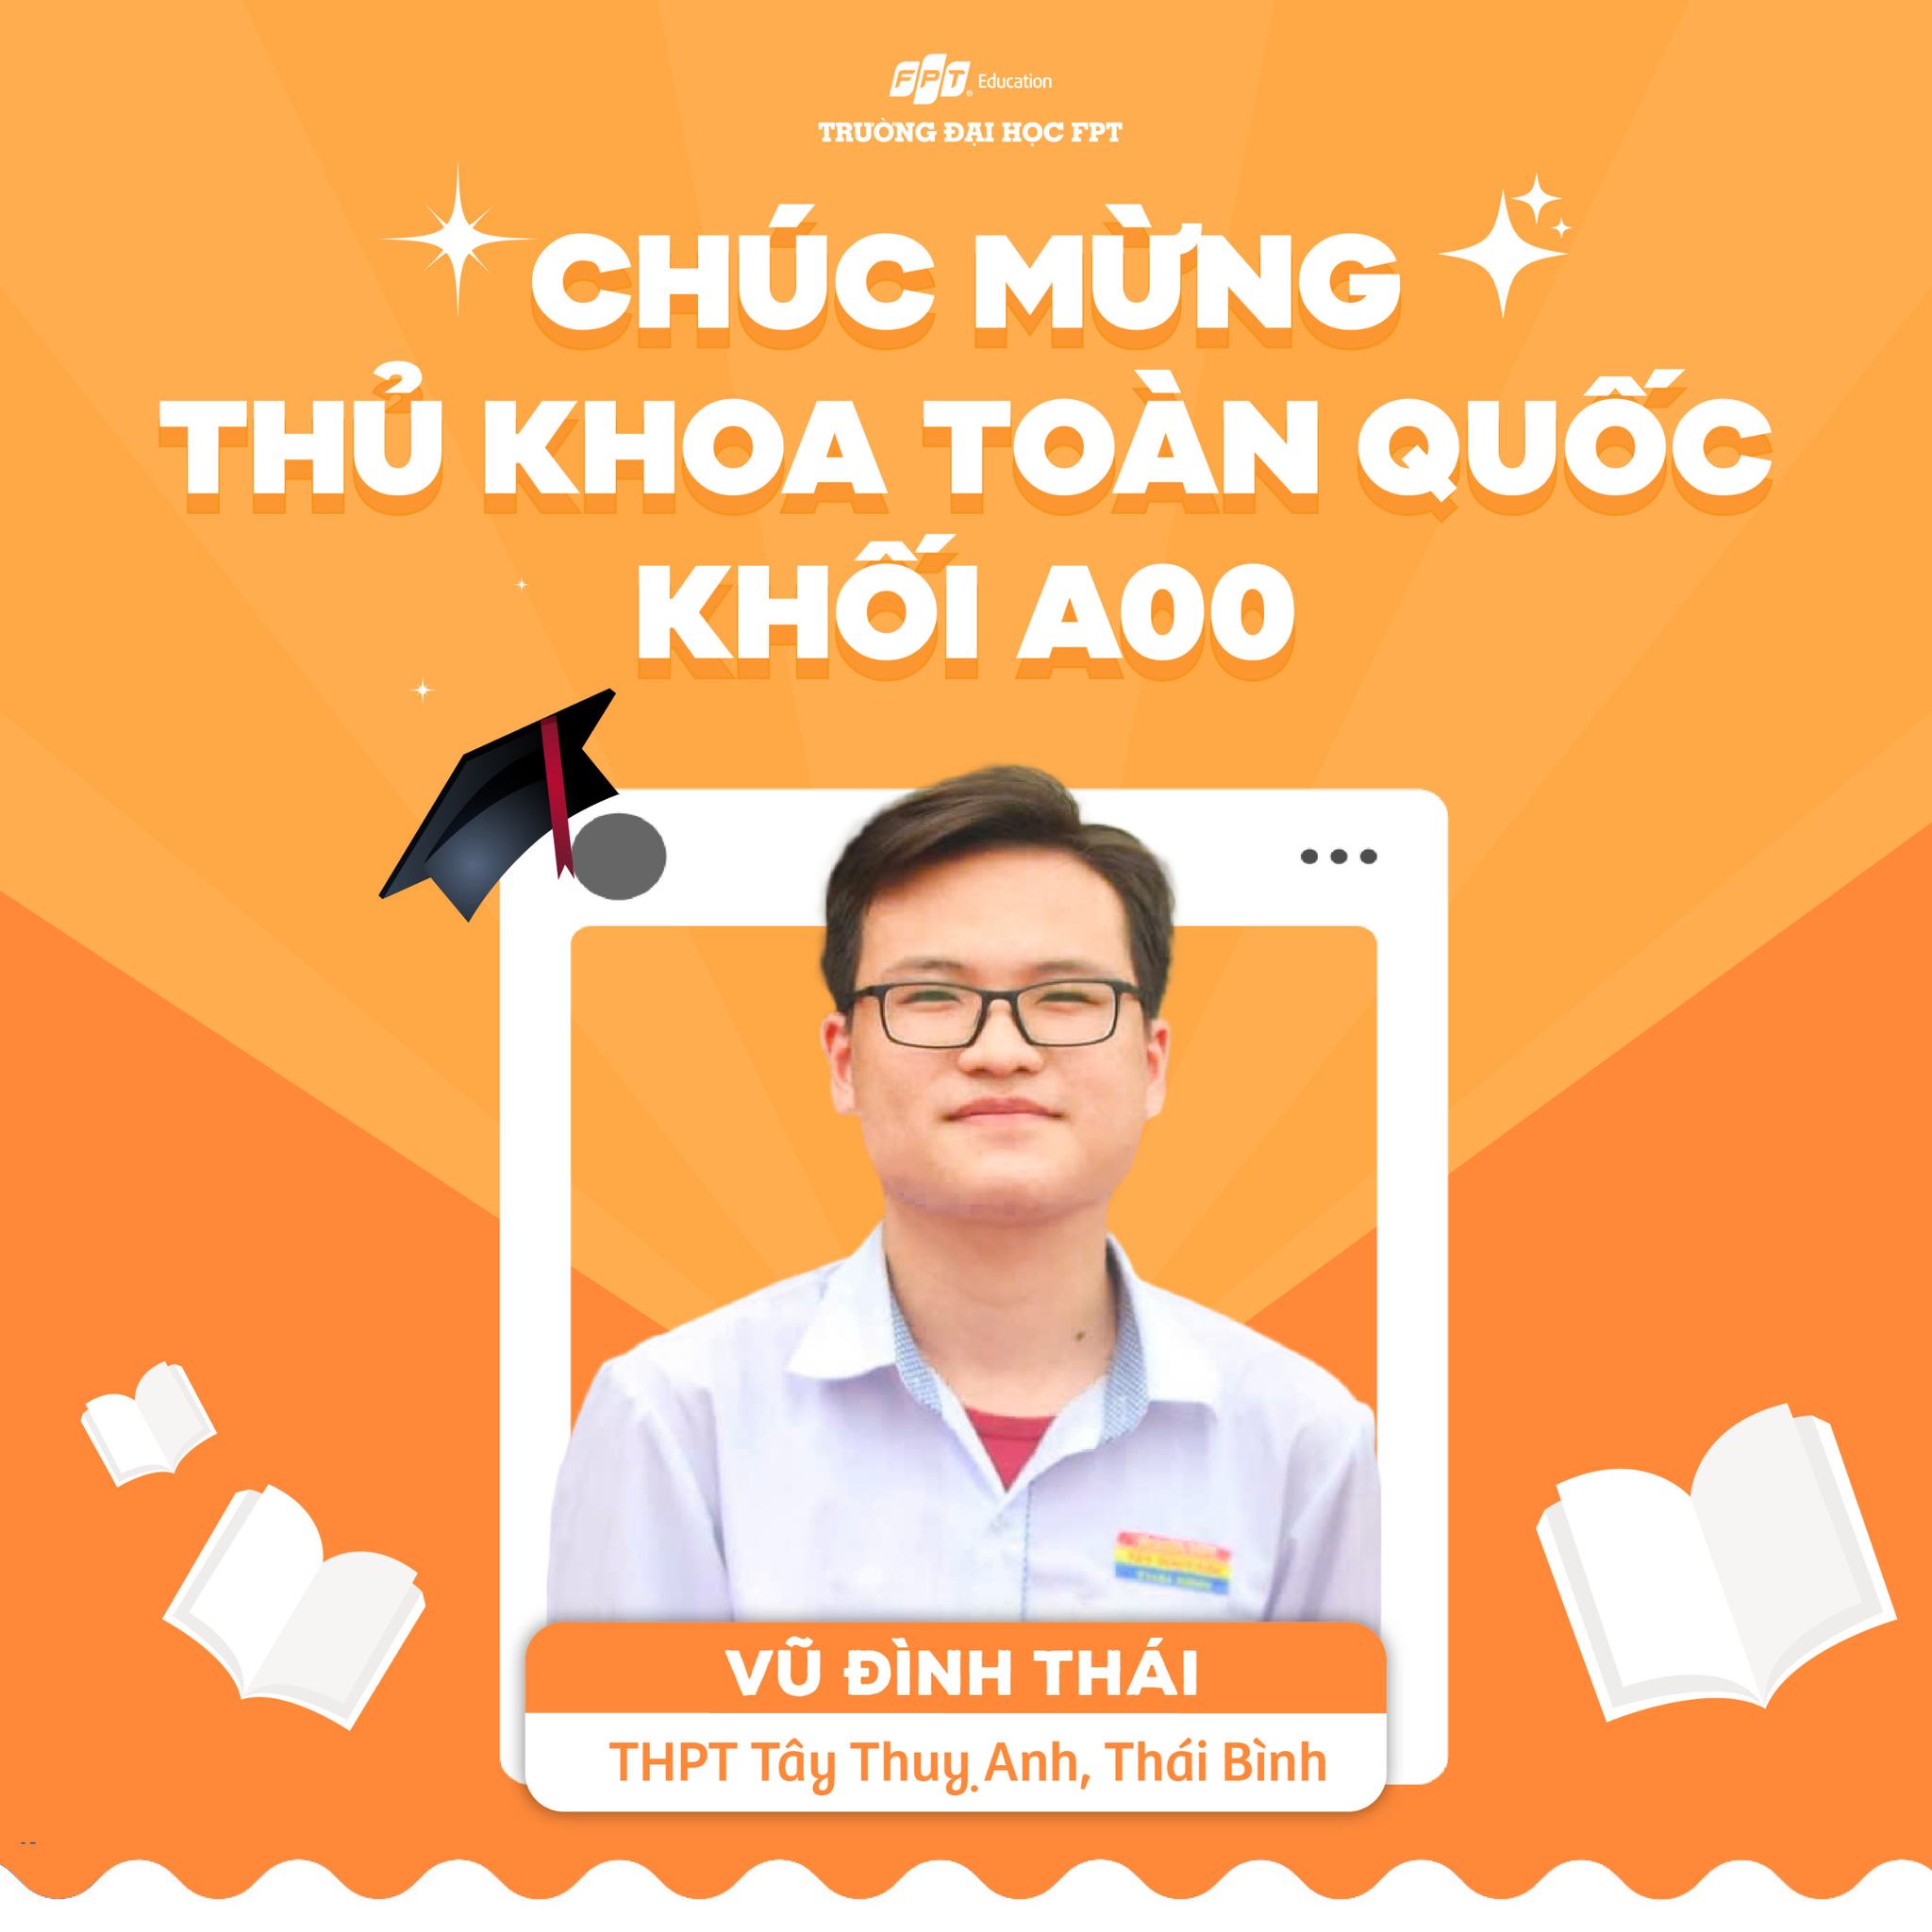 FPT Education
TRƯỜNG ĐẠI HỌC FPT
CHÚC MỪNG
THỦ KHOA TOÀN QUỐC
KHỐI A00
VŨ ĐÌNH THÁI
THPT Tây Thuỵ Anh, Thái Bình